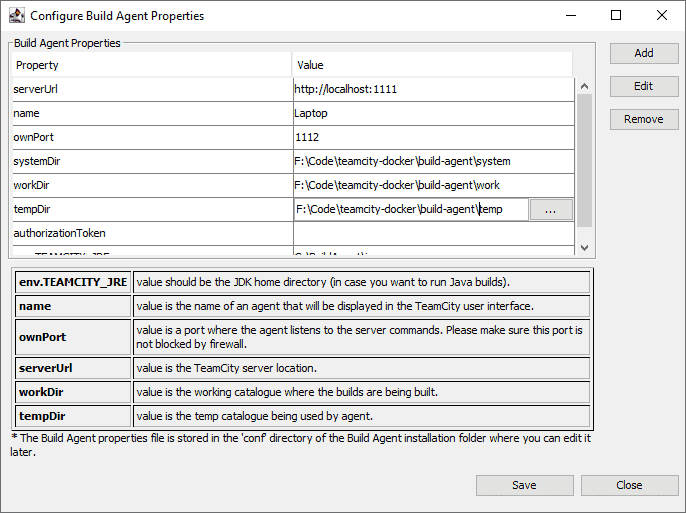 Configure Build Agent Properties
Build Agent Properties
Property Value
serverUrl http://localhost:1111
name Laptop
ownPort 1112
systemDir F:\Code\teamcity-docker\build-agent\system
workDir F:\Code\teamcity-docker\build-agent\work
tempDir F:\Code\teamcity-docker\build-agent\temp ...
authorizationToken
Add
Edit
Remove
env.TEAMCITY_JRE value should be the JDK home directory (in case you want to run Java builds).
name value is the name of an agent that will be displayed in the TeamCity user interface.
ownPort value is a port where the agent listens to the server commands. Please make sure this port is
not blocked by firewall.
serverUrl value is the TeamCity server location.
workDir value is the working catalogue where the builds are being built.
tempDir value is the temp catalogue being used by agent.
* The Build Agent properties file is stored in the 'conf' directory of the Build Agent installation folder where you can edit it
later.
Save Close